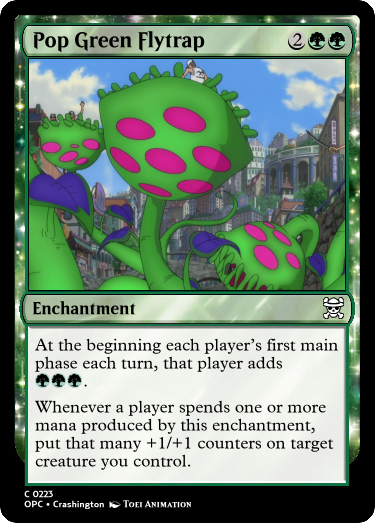 Pop Green Flytrap 2
Enchantment
At the beginning each player's first main
phase each turn, that player adds
.
Whenever a player spends one or more
mana produced by this enchantment,
put that many +1/+1 counters on target
creature you control.
C 0223
OPC • Crashington TOEI ANIMATION